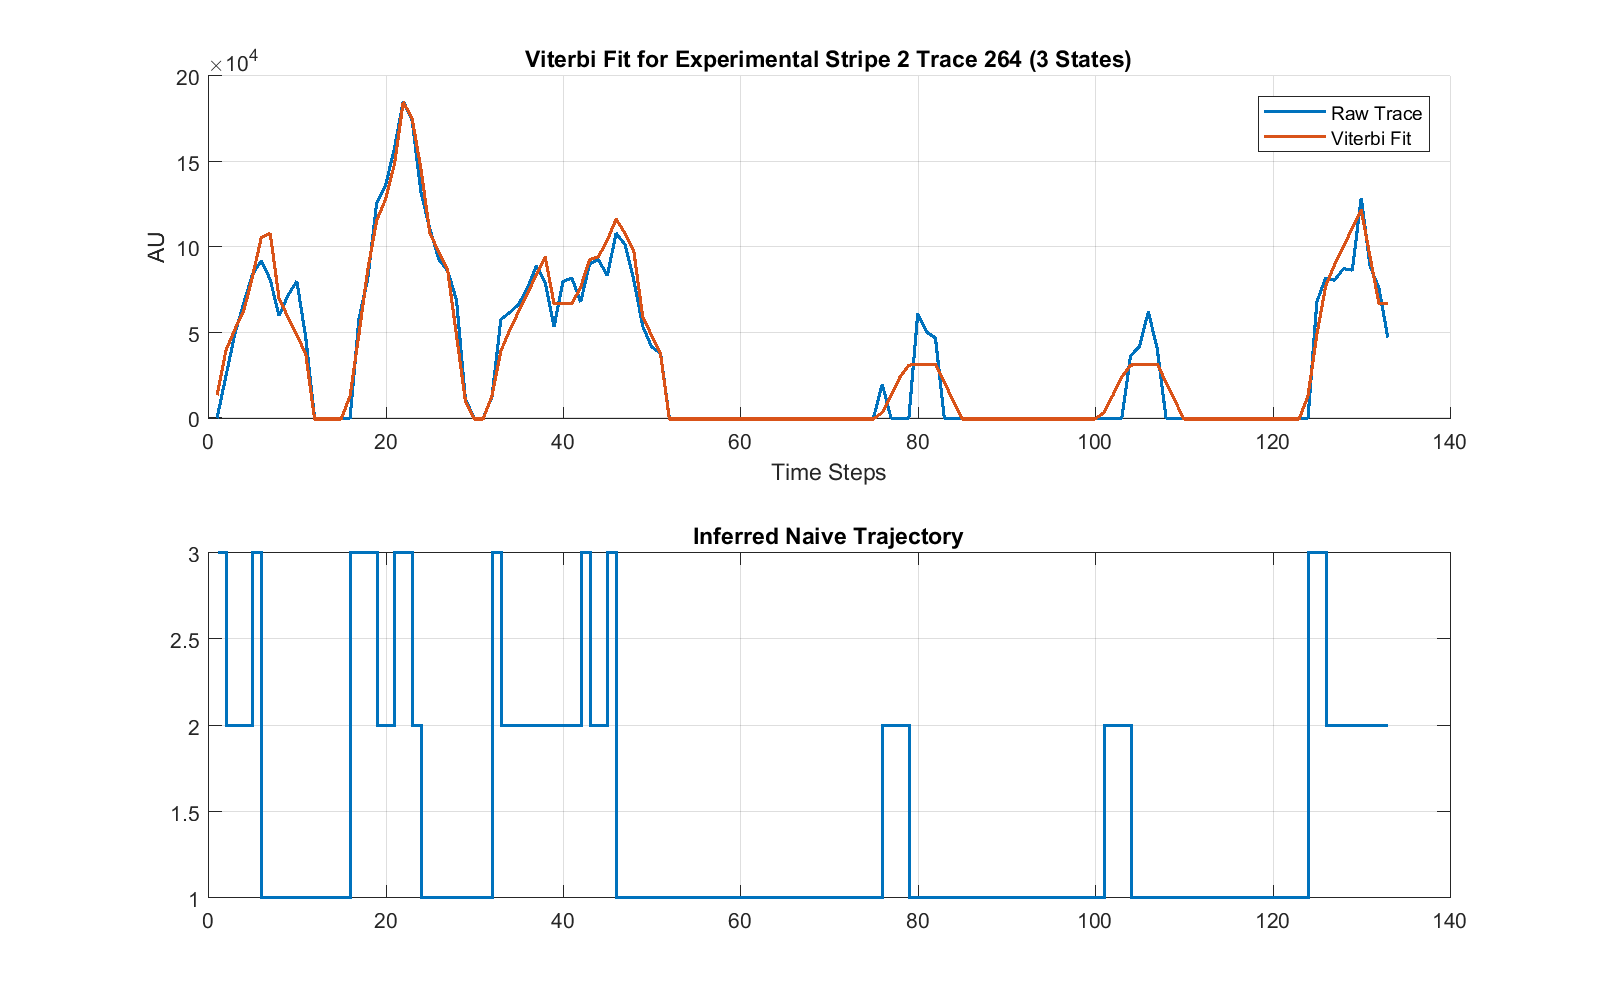 Viterbi Fit for Experimental Stripe 2 Trace 264 (3 States)
×10⁴
20
15
10
5
0
AU
0 20 40 60 80 100 120 140
Time Steps
Raw Trace
Viterbi Fit
Inferred Naive Trajectory
3
2.5
2
1.5
1
0 20 40 60 80 100 120 140